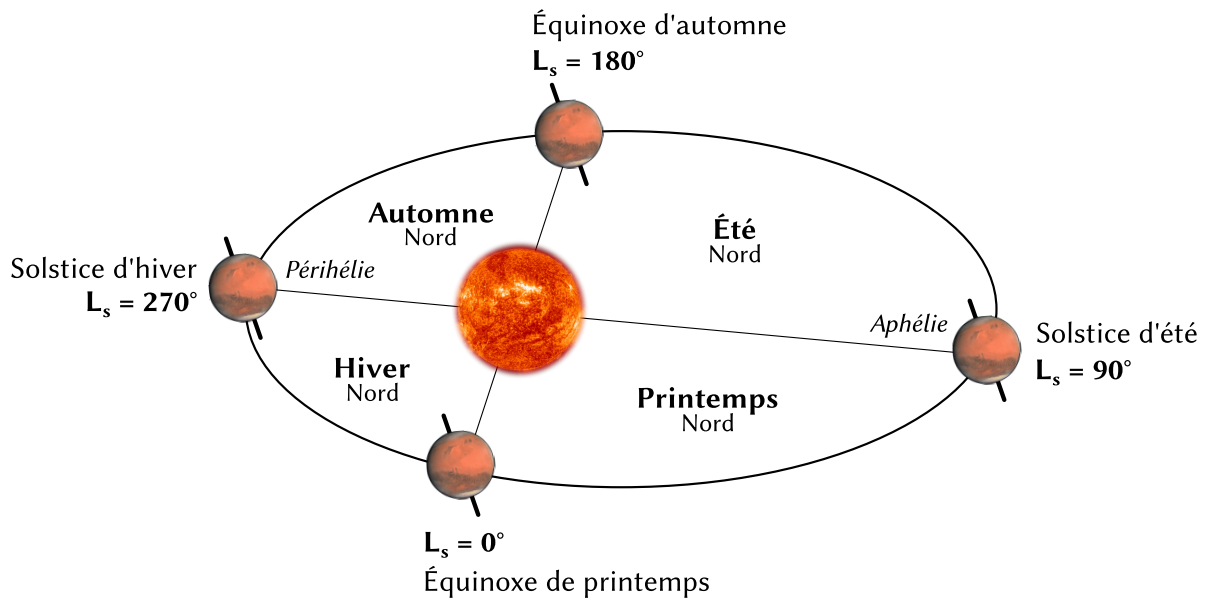 Équinoxe d'automne
Lₛ = 180°
Automne
Nord
Été
Nord
Solstice d'hiver
Lₛ = 270°
Périhélie
Aphélie
Solstice d'été
Lₛ = 90°
Hiver
Nord
Printemps
Nord
Lₛ = 0°
Équinoxe de printemps